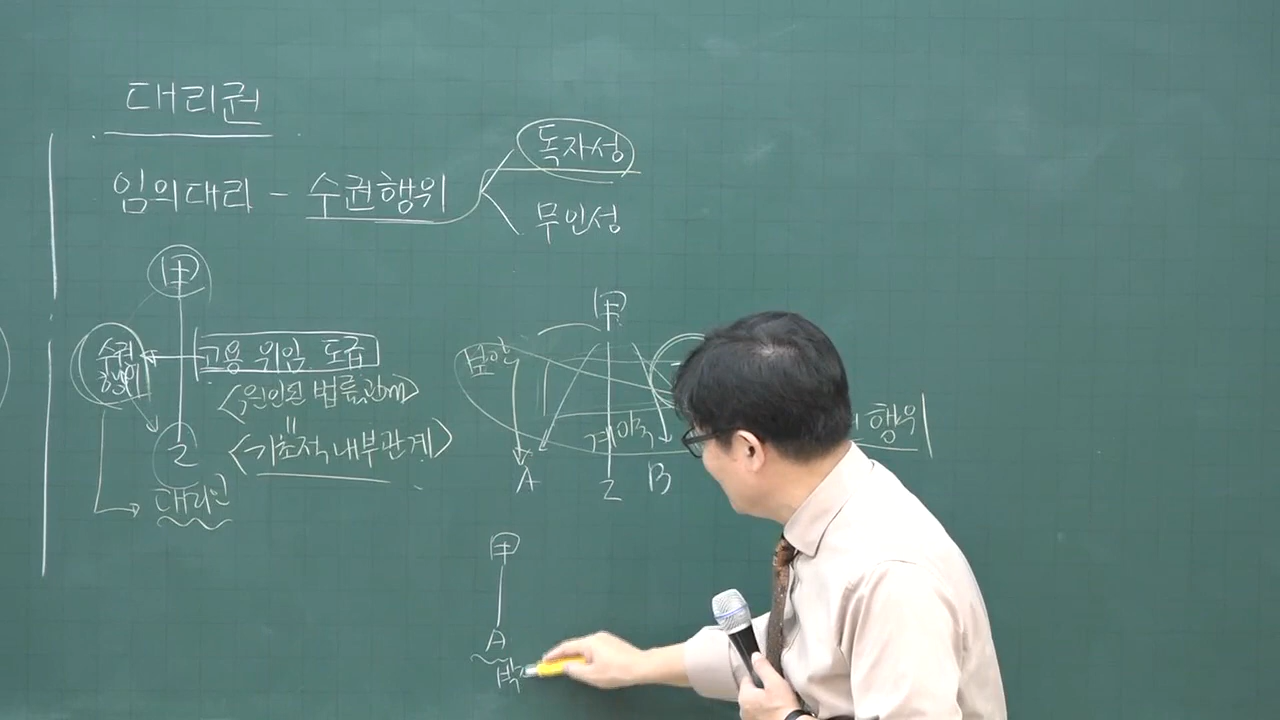 대리권
임의대리 - 수권행위
독자성
무인성
甲
수권
행위
고용 위임 도급
<원인된 법률관계>
"
<기초적 내부관계>
乙
대리인
甲
보안
계약
행위
A
乙
B
甲
A
박